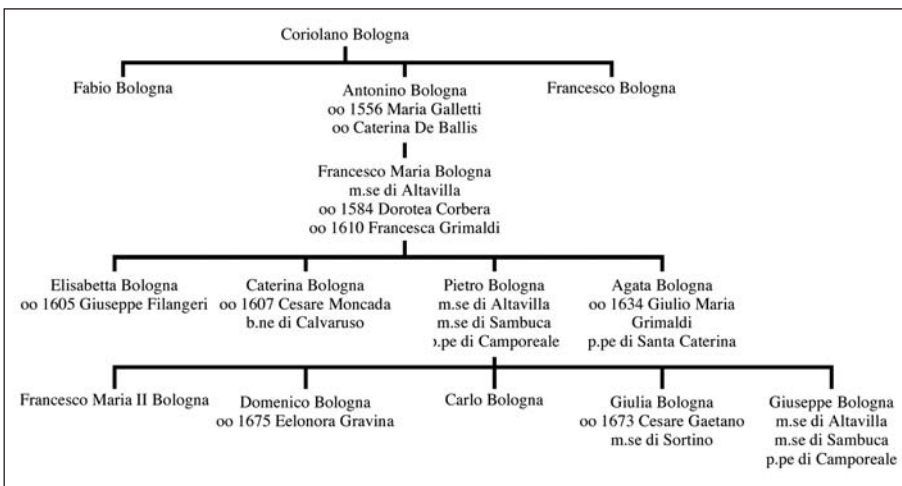 Coriolano Bologna
Fabio Bologna
Antonino Bologna
oo 1556 Maria Galletti
oo Caterina De Ballis
Francesco Bologna
Francesco Maria Bologna
m.se di Altavilla
oo 1584 Dorotea Corbera
oo 1610 Francesca Grimaldi
Elisabetta Bologna
oo 1605 Giuseppe Filangeri
Caterina Bologna
oo 1607 Cesare Moncada
b.ne di Calvaruso
Pietro Bologna
m.se di Altavilla
m.se di Sambuca
p.pe di Camporeale
Agata Bologna
oo 1634 Giulio Maria
Grimaldi
p.pe di Santa Caterina
Francesco Maria II Bologna
Domenico Bologna
oo 1675 Eelonora Gravina
Carlo Bologna
Giulia Bologna
oo 1673 Cesare Gaetano
m.se di Sortino
Giuseppe Bologna
m.se di Altavilla
m.se di Sambuca
p.pe di Camporeale